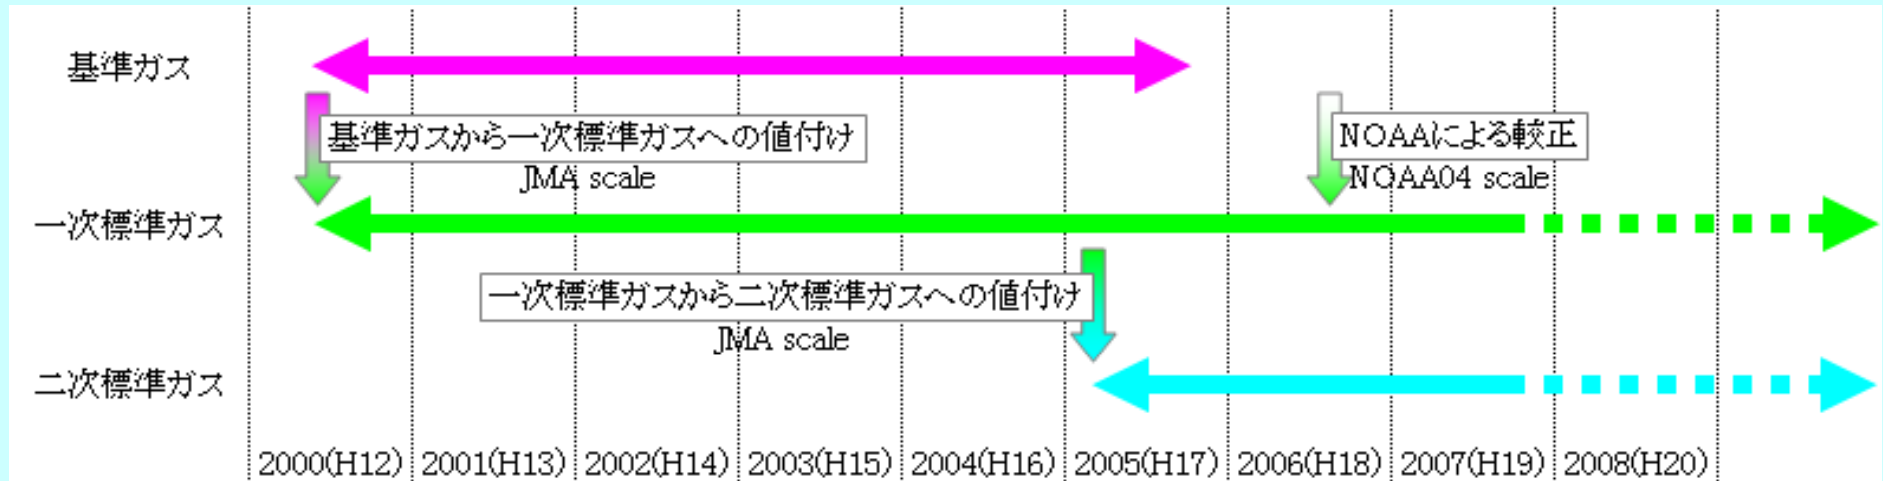 基準ガス
基準ガスから一次標準ガスへの値付け
JMA scale
NOAAによる較正
NOAA04 scale
一次標準ガス
一次標準ガスから二次標準ガスへの値付け
JMA scale
二次標準ガス
2000(H12) 2001(H13) 2002(H14) 2003(H15) 2004(H16) 2005(H17) 2006(H18) 2007(H19) 2008(H20)